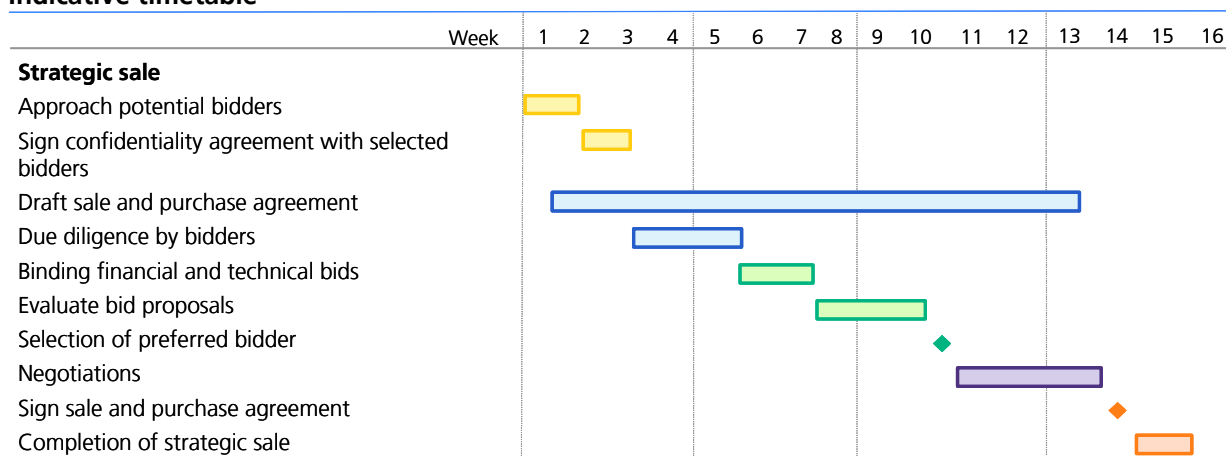 Indicative timetable
Week 1 2 3 4 5 6 7 8 9 10 11 12 13 14 15 16
Strategic sale
Approach potential bidders
Sign confidentiality agreement with selected
bidders
Draft sale and purchase agreement
Due diligence by bidders
Binding financial and technical bids
Evaluate bid proposals
Selection of preferred bidder
Negotiations
Sign sale and purchase agreement
Completion of strategic sale